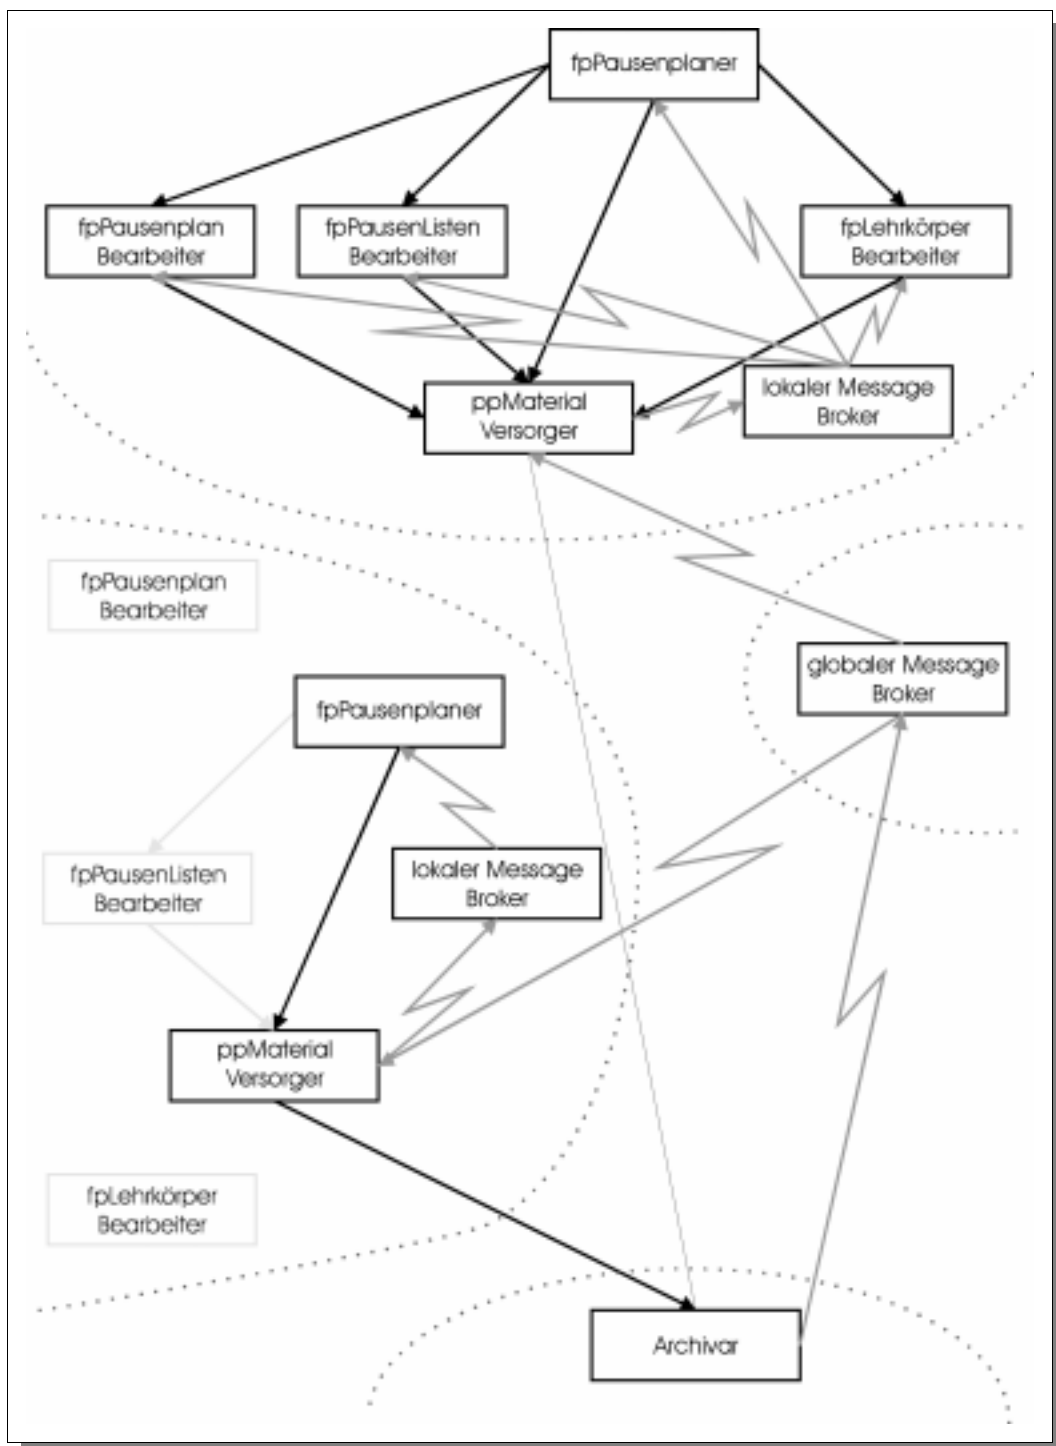 fpPausenplaner
fpPausenplan
Bearbeiter
fpPausenListen
Bearbeiter
fpLehrkörper
Bearbeiter
ppMaterial
Versorger
lokaler Message
Broker
fpPausenplan
Bearbeiter
globaler Message
Broker
fpPausenplaner
fpPausenListen
Bearbeiter
lokaler Message
Broker
ppMaterial
Versorger
fpLehrkörper
Bearbeiter
Archivar